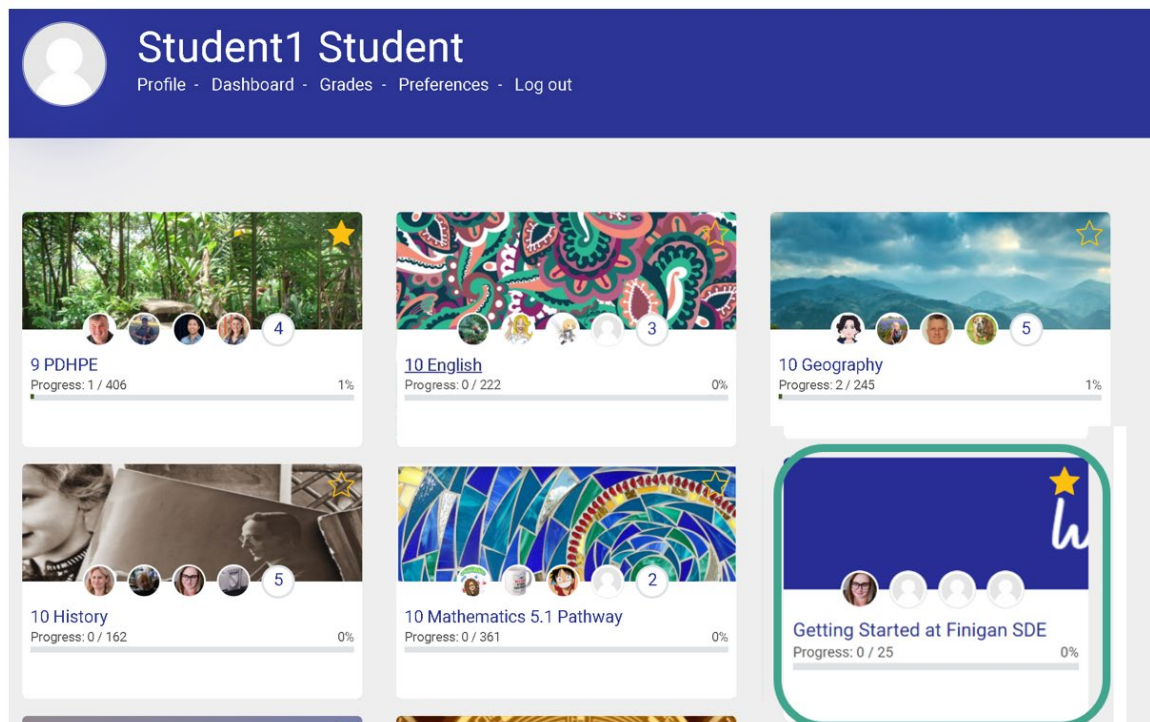 Student1 Student
Profile - Dashboard - Grades - Preferences - Log out
4
3
5
9 PDHPE
10 English
10 Geography
Progress: 1 / 406 1%
Progress: 0 / 222 0%
Progress: 2 / 245 1%
W
5
2
10 History
10 Mathematics 5.1 Pathway
Getting Started at Finigan SDE
Progress: 0 / 162 0%
Progress: 0 / 361 0%
Progress: 0 / 25 0%